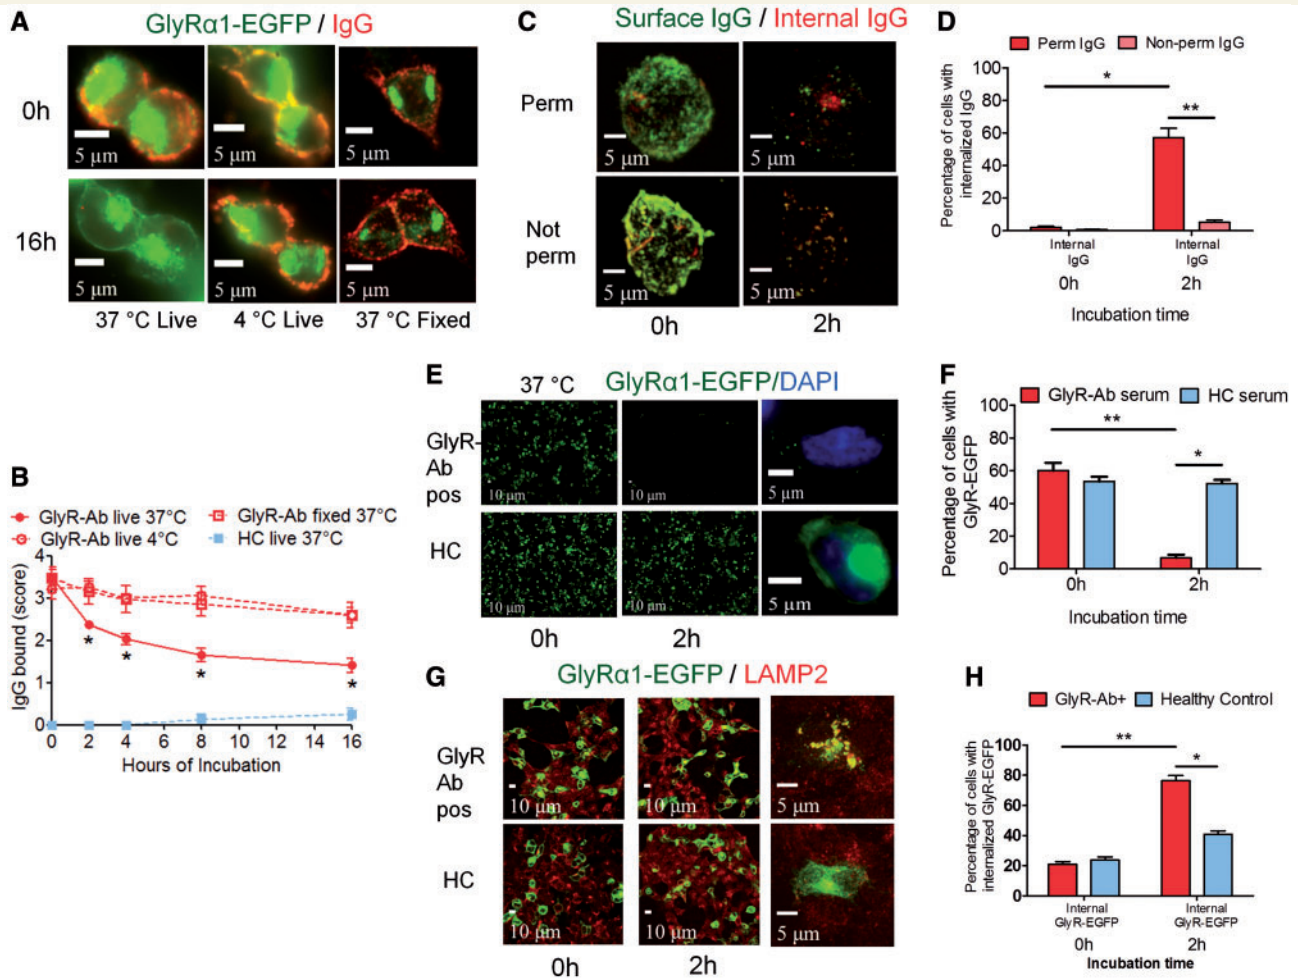 A
GlyRα1-EGFP / IgG
0h
5 µm
5 µm
5 µm
16h
5 µm
5 µm
5 µm
37 °C Live
4 °C Live
37 °C Fixed
C
Surface IgG / Internal IgG
Perm
5 µm
5 µm
Not
perm
5 µm
5 µm
0h
2h
D
Perm IgG
Non-perm IgG
Percentage of cells with
internalized IgG
100
80
60
40
20
0
*
**
Internal
IgG
Internal
IgG
0h
2h
Incubation time
B
GlyR-Ab live 37°C
GlyR-Ab fixed 37°C
GlyR-Ab live 4°C
HC live 37°C
IgG bound (score)
4
3
2
1
0
*
*
*
*
0 2 4 6 8 10 12 14 16
Hours of Incubation
E
37 °C
GlyRα1-EGFP/DAPI
GlyR-
Ab
pos
10 µm
10 µm
5 µm
HC
10 µm
10 µm
5 µm
0h
2h
F
GlyR-Ab serum
HC serum
Percentage of cells with
GlyR-EGFP
100
80
60
40
20
0
**
*
0h
2h
Incubation time
G
GlyRα1-EGFP / LAMP2
GlyR
Ab
pos
10 µm
10 µm
5 µm
HC
10 µm
10 µm
5 µm
0h
2h
H
GlyR-Ab+
Healthy Control
Percentage of cells with
internalized GlyR-EGFP
100
80
60
40
20
0
**
*
Internal
GlyR-EGFP
Internal
GlyR-EGFP
0h
2h
Incubation time